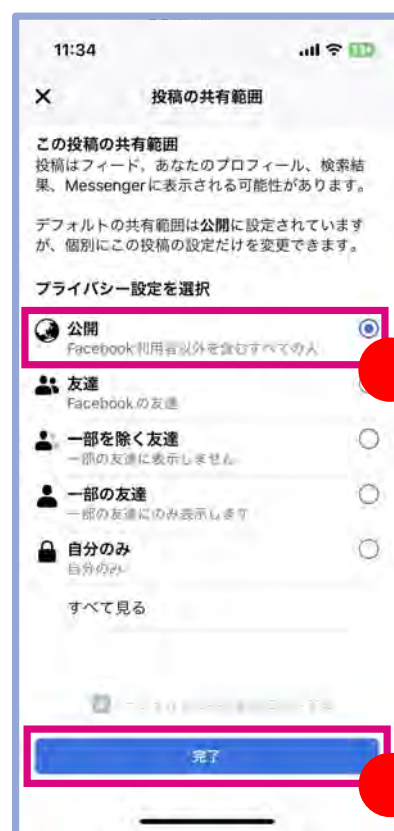 11:34
投稿の共有範囲
この投稿の共有範囲
投稿はフィード、あなたのプロフィール、検索結
果、Messengerに表示される可能性があります。
デフォルトの共有範囲は公開に設定されています
が、個別にこの投稿の設定だけを変更できます。
プライバシー設定を選択
公開
Facebook利用者以外を含むすべての人
友達
Facebookの友達
一部を除く友達
一部の友達に表示しません
一部の友達
一部の友達にのみ表示します
自分のみ
自分のみ
すべて見る
完了